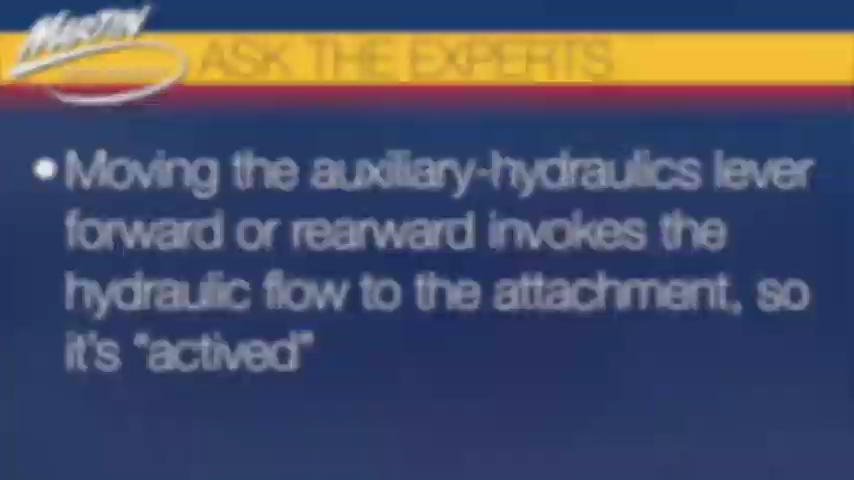 MARTIN
ASK THE EXPERTS
•Moving the auxiliary-hydraulics lever
forward or rearward invokes the
hydraulic flow to the attachment, so
it's "actived"